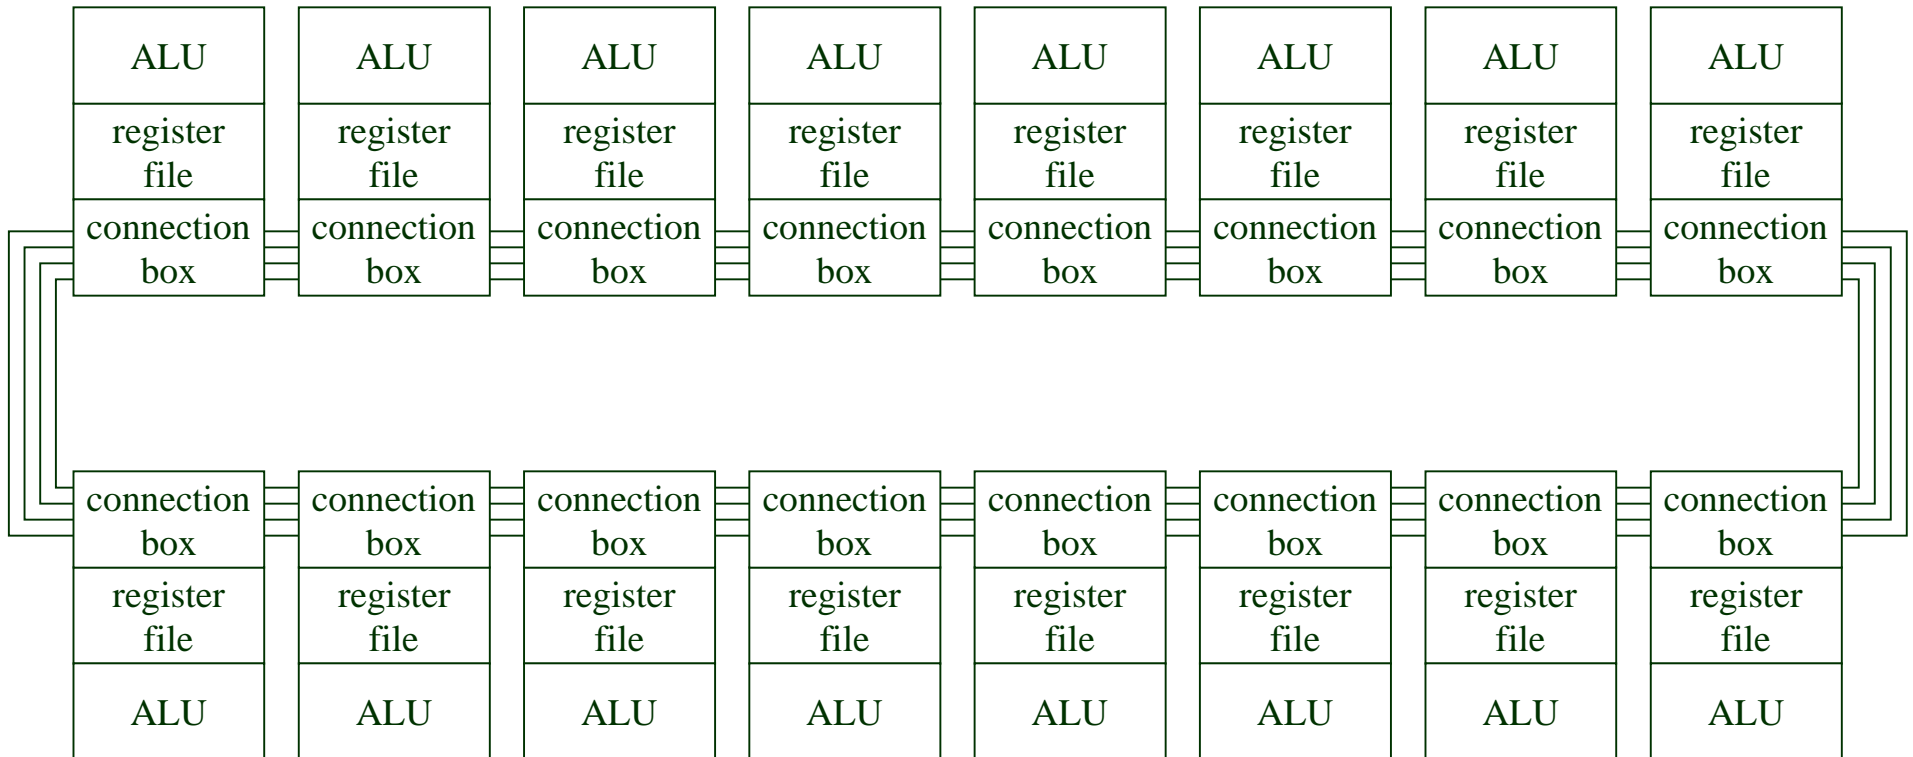 ALU ALU ALU ALU ALU ALU ALU ALU
register register register register register register register register
file file file file file file file file
connection connection connection connection connection connection connection connection
box box box box box box box box
connection connection connection connection connection connection connection connection
box box box box box box box box
register register register register register register register register
file file file file file file file file
ALU ALU ALU ALU ALU ALU ALU ALU